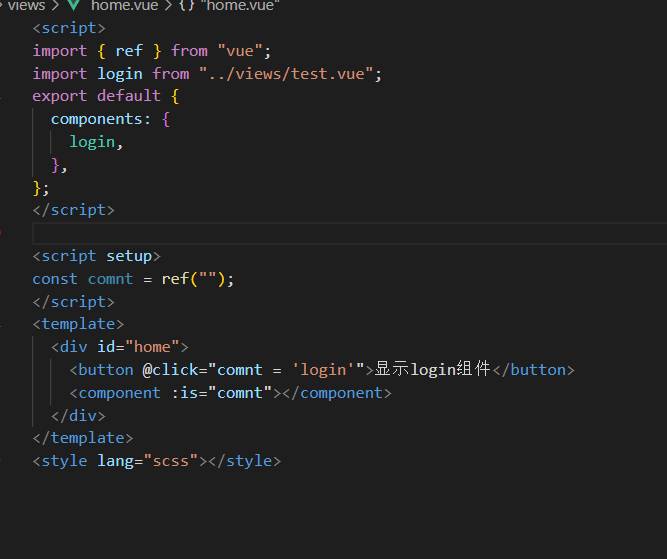 views > home.vue > {} "home.vue"
<script>
import { ref } from "vue";
import login from "../views/test.vue";
export default {
  components: {
    login,
  },
};
</script>
<script setup>
const comnt = ref("");
</script>
<template>
  <div id="home">
    <button @click="comnt = 'login'">显示login组件</button>
    <component :is="comnt"></component>
  </div>
</template>
<style lang="scss"></style>